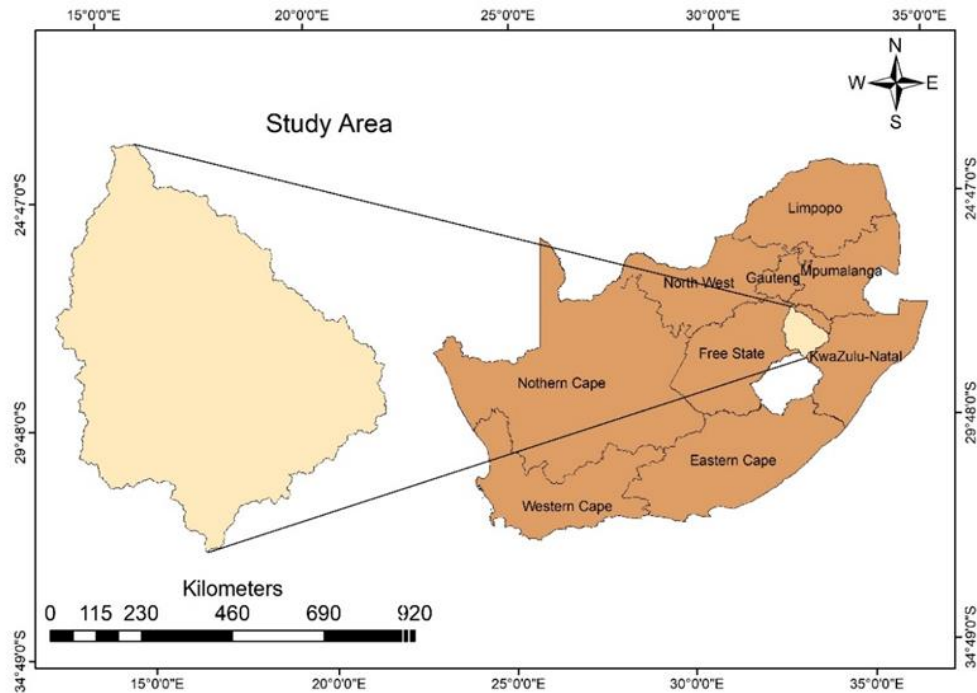 15°0'0"E 20°0'0"E 25°0'0"E 30°0'0"E 35°0'0"E
N
W E
S
Study Area
24°47'0"S
24°47'0"S
Limpopo
Mpumalanga
Gauteng
North West
Free State
KwaZulu-Natal
Nothern Cape
29°48'0"S
29°48'0"S
Eastern Cape
Western Cape
Kilometers
0 115 230 460 690 920
34°49'0"S
34°49'0"S
15°0'0"E 20°0'0"E 25°0'0"E 30°0'0"E 35°0'0"E